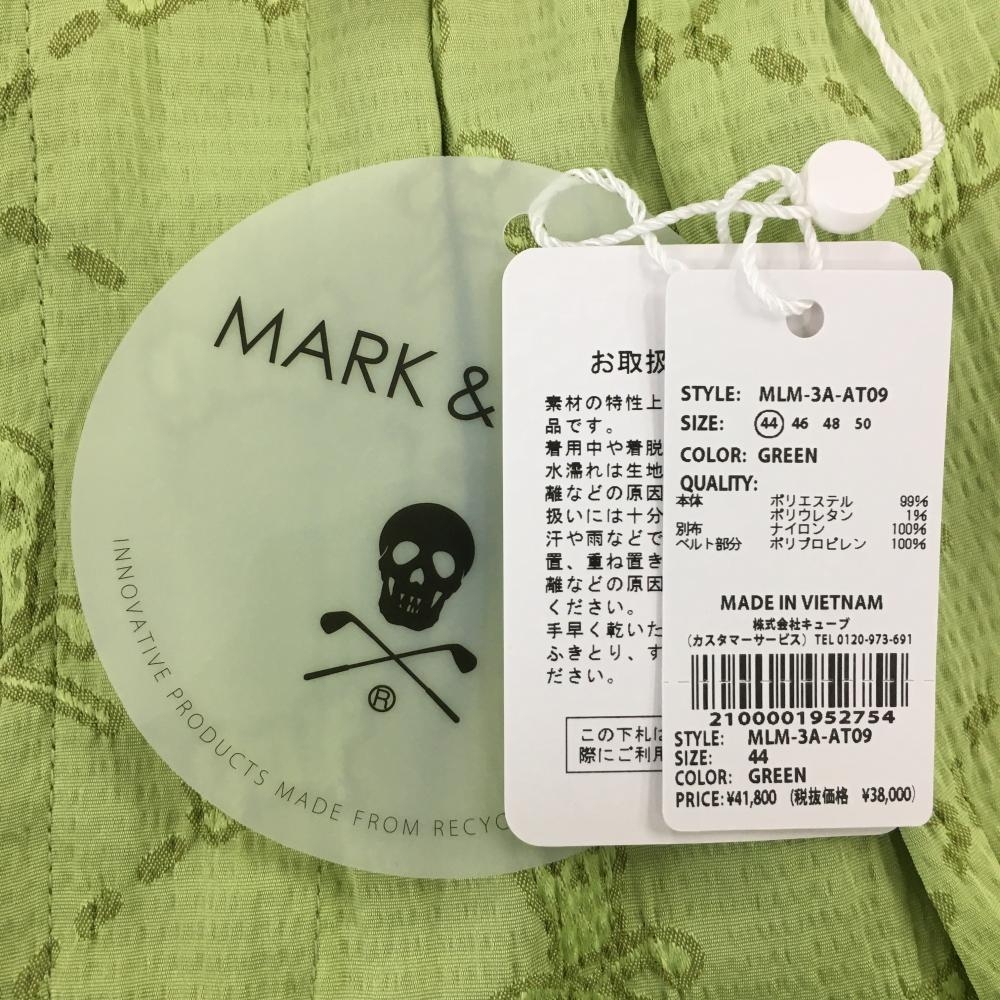 MARK &
®
INNOVATIVE PRODUCTS MADE FROM RECYC
お取扱
素材の特性上
品です。
着用中や着脱
水濡れは生地
離などの原因
扱いには十分
汗や雨などで
置、重ね置き
離などの原因
ください。
手早く乾いた
ふきとり、す
ださい。
この下札は
際にご利用
STYLE: MLM-3A-AT09
SIZE: 44 46 48 50
COLOR: GREEN
QUALITY:
本体 ポリエステル 99%
ポリウレタン 1%
別布 ナイロン 100%
ベルト部分 ポリプロピレン 100%
MADE IN VIETNAM
株式会社キューブ
(カスタマーサービス) TEL 0120-973-691
2100001952754
STYLE: MLM-3A-AT09
SIZE: 44
COLOR: GREEN
PRICE: ¥41,800 (税抜価格 ¥38,000)